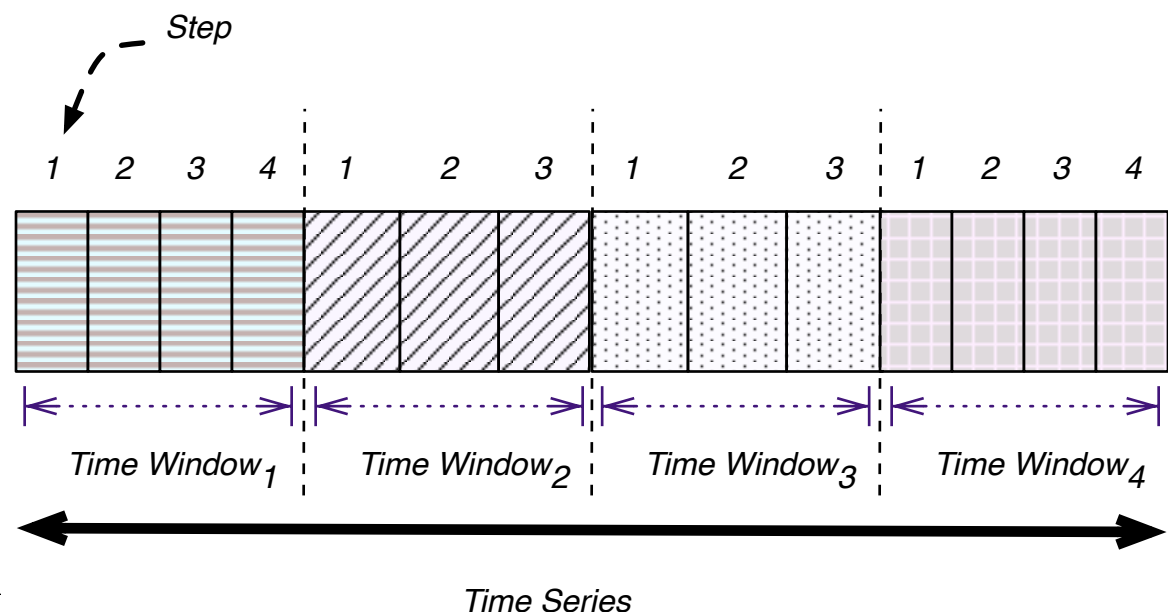 Step
1 2 3 4 1 2 3 1 2 3 1 2 3 4
Time Window1 Time Window2 Time Window3 Time Window4
Time Series